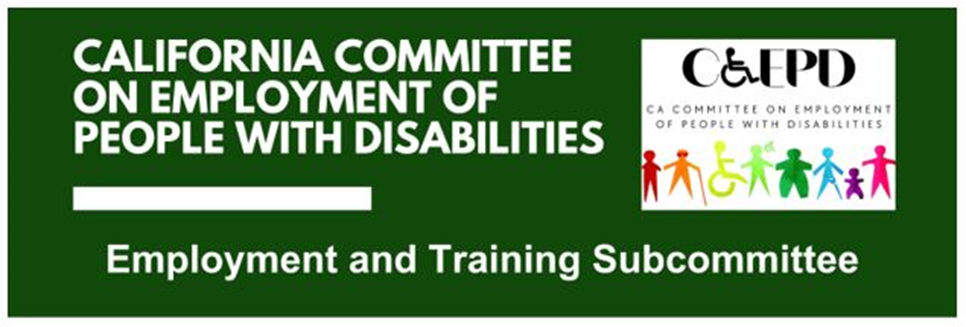 CALIFORNIA COMMITTEE
ON EMPLOYMENT OF
PEOPLE WITH DISABILITIES
CEPD
CA COMMITTEE ON EMPLOYMENT
OF PEOPLE WITH DISABILITIES
Employment and Training Subcommittee